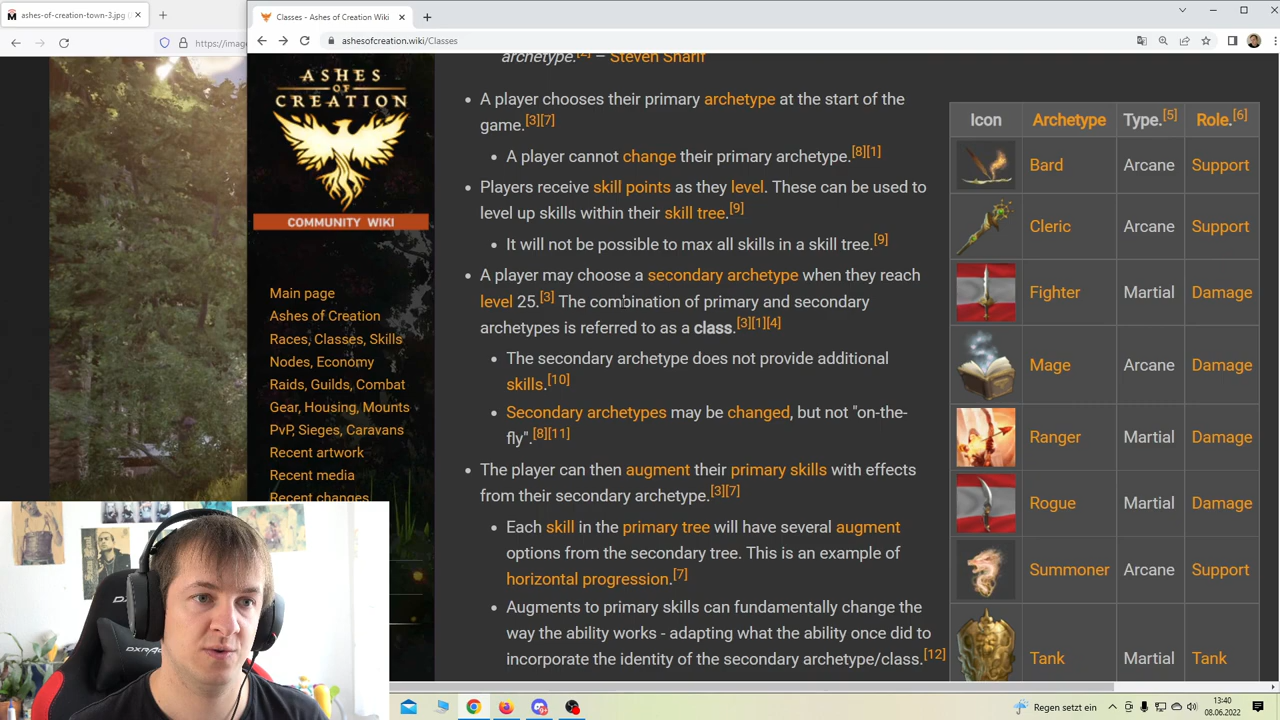 ashes-of-creation-town-3.jpg
Classes - Ashes of Creation Wiki
https://imag
ashesofcreation.wiki/Classes
ASHES
OF
CREATION
COMMUNITY WIKI
Main page
Ashes of Creation
Races, Classes, Skills
Nodes, Economy
Raids, Guilds, Combat
Gear, Housing, Mounts
PvP, Sieges, Caravans
Recent artwork
Recent media
Recent changes
archetype.[2] – Steven Sharif
• A player chooses their primary archetype at the start of the
game.[3][7]
• A player cannot change their primary archetype.[8][1]
• Players receive skill points as they level. These can be used to
level up skills within their skill tree.[9]
• It will not be possible to max all skills in a skill tree.[9]
• A player may choose a secondary archetype when they reach
level 25.[3] The combination of primary and secondary
archetypes is referred to as a class.[3][1][4]
• The secondary archetype does not provide additional
skills.[10]
• Secondary archetypes may be changed, but not "on-the-
fly".[8][11]
• The player can then augment their primary skills with effects
from their secondary archetype.[3][7]
• Each skill in the primary tree will have several augment
options from the secondary tree. This is an example of
horizontal progression.[7]
• Augments to primary skills can fundamentally change the
way the ability works - adapting what the ability once did to
incorporate the identity of the secondary archetype/class.[12]
Icon Archetype Type.[5] Role.[6]
Bard Arcane Support
Cleric Arcane Support
Fighter Martial Damage
Mage Arcane Damage
Ranger Martial Damage
Rogue Martial Damage
Summoner Arcane Support
Tank Martial Tank
Regen setzt ein
13:40
08.06.2022